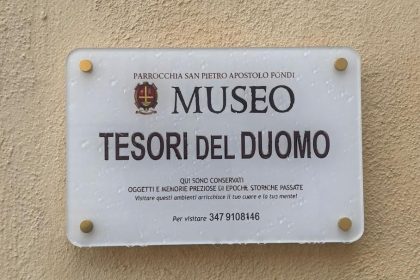 PARROCCHIA SAN PIETRO APOSTOLO FONDI
MUSEO
TESORI DEL DUOMO
QUI SONO CONSERVATI
OGGETTI E MEMORIE PREZIOSE DI EPOCHE STORICHE PASSATE
Visitare questi ambienti arricchisce il tuo cuore e la tua mente!
Per visitare 347 9108146